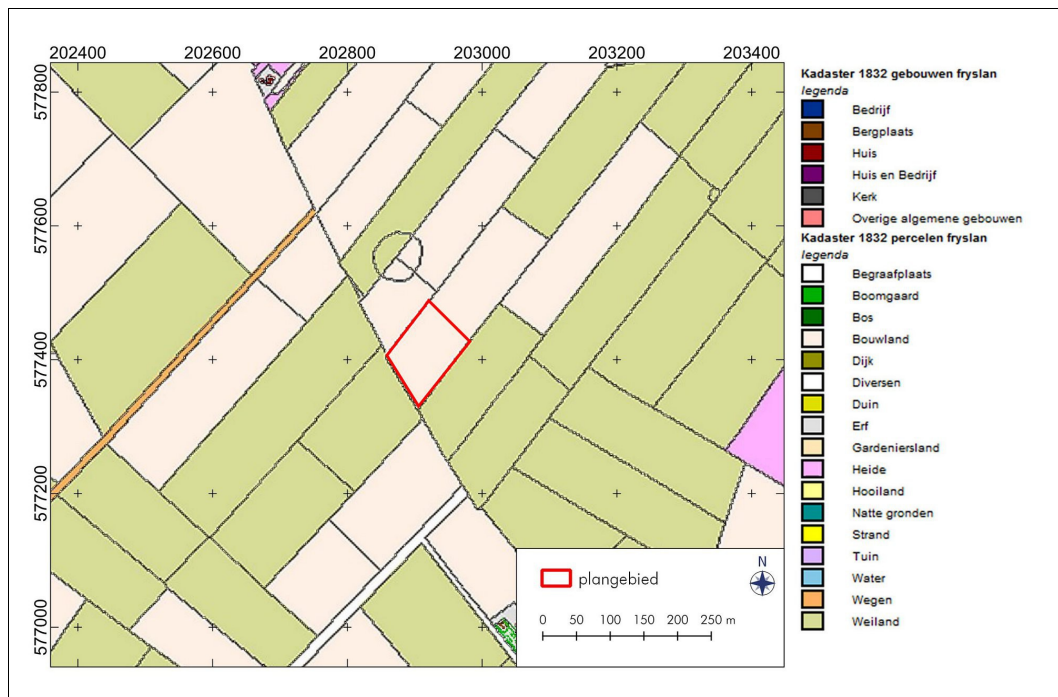 202400 202600 202800 203000 203200 203400
577800
577600
577400
577200
577000
Kadaster 1832 gebouwen fryslan
legenda
Bedrijf
Bergplaats
Huis
Huis en Bedrijf
Kerk
Overige algemene gebouwen
Kadaster 1832 percelen fryslan
legenda
Begraafplaats
Boomgaard
Bos
Bouwland
Dijk
Diversen
Duin
Erf
Gardeniersland
Heide
Hooiland
Natte gronden
Strand
Tuin
Water
Wegen
Weiland
N
plangebied
0 50 100 150 200 250 m